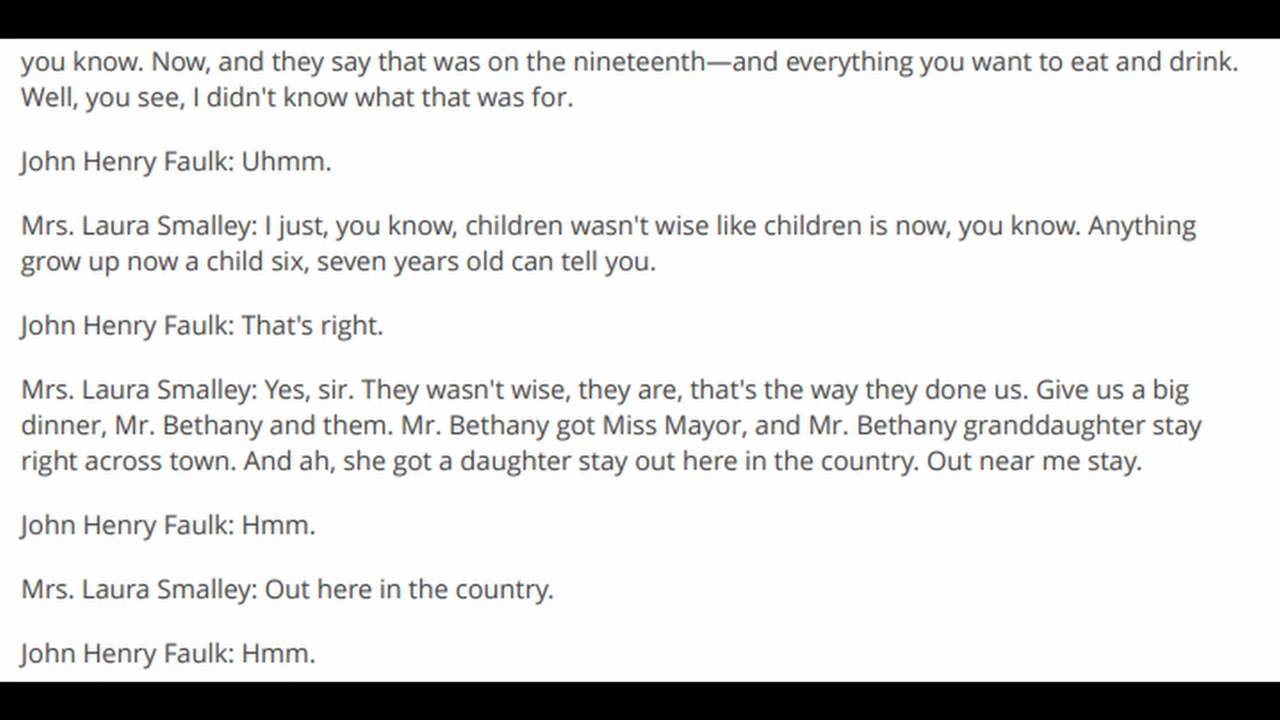 you know. Now, and they say that was on the nineteenth—and everything you want to eat and drink.
Well, you see, I didn't know what that was for.
John Henry Faulk: Uhmm.
Mrs. Laura Smalley: I just, you know, children wasn't wise like children is now, you know. Anything
grow up now a child six, seven years old can tell you.
John Henry Faulk: That's right.
Mrs. Laura Smalley: Yes, sir. They wasn't wise, they are, that's the way they done us. Give us a big
dinner, Mr. Bethany and them. Mr. Bethany got Miss Mayor, and Mr. Bethany granddaughter stay
right across town. And ah, she got a daughter stay out here in the country. Out near me stay.
John Henry Faulk: Hmm.
Mrs. Laura Smalley: Out here in the country.
John Henry Faulk: Hmm.